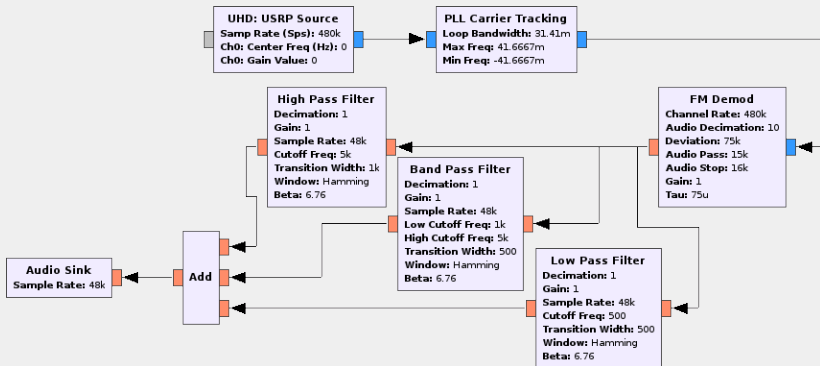 UHD: USRP Source
Samp Rate (Sps): 480k
Ch0: Center Freq (Hz): 0
Ch0: Gain Value: 0
PLL Carrier Tracking
Loop Bandwidth: 31.41m
Max Freq: 41.6667m
Min Freq: -41.6667m
High Pass Filter
Decimation: 1
Gain: 1
Sample Rate: 48k
Cutoff Freq: 5k
Transition Width: 1k
Window: Hamming
Beta: 6.76
FM Demod
Channel Rate: 480k
Audio Decimation: 10
Deviation: 75k
Audio Pass: 15k
Audio Stop: 16k
Gain: 1
Tau: 75u
Band Pass Filter
Decimation: 1
Gain: 1
Sample Rate: 48k
Low Cutoff Freq: 1k
High Cutoff Freq: 5k
Transition Width: 500
Window: Hamming
Beta: 6.76
Audio Sink
Sample Rate: 48k
Add
Low Pass Filter
Decimation: 1
Gain: 1
Sample Rate: 48k
Cutoff Freq: 500
Transition Width: 500
Window: Hamming
Beta: 6.76